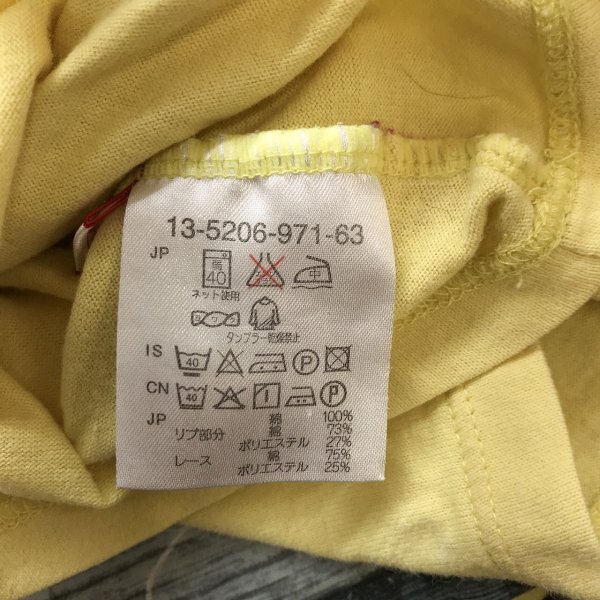 13-5206-971-63
JP
弱
40
中
ネット使用
タンブラー乾燥禁止
IS 40 P
CN 40 P
JP 綿 100%
リブ部分 綿 73%
ポリエステル 27%
レース 綿 75%
ポリエステル 25%